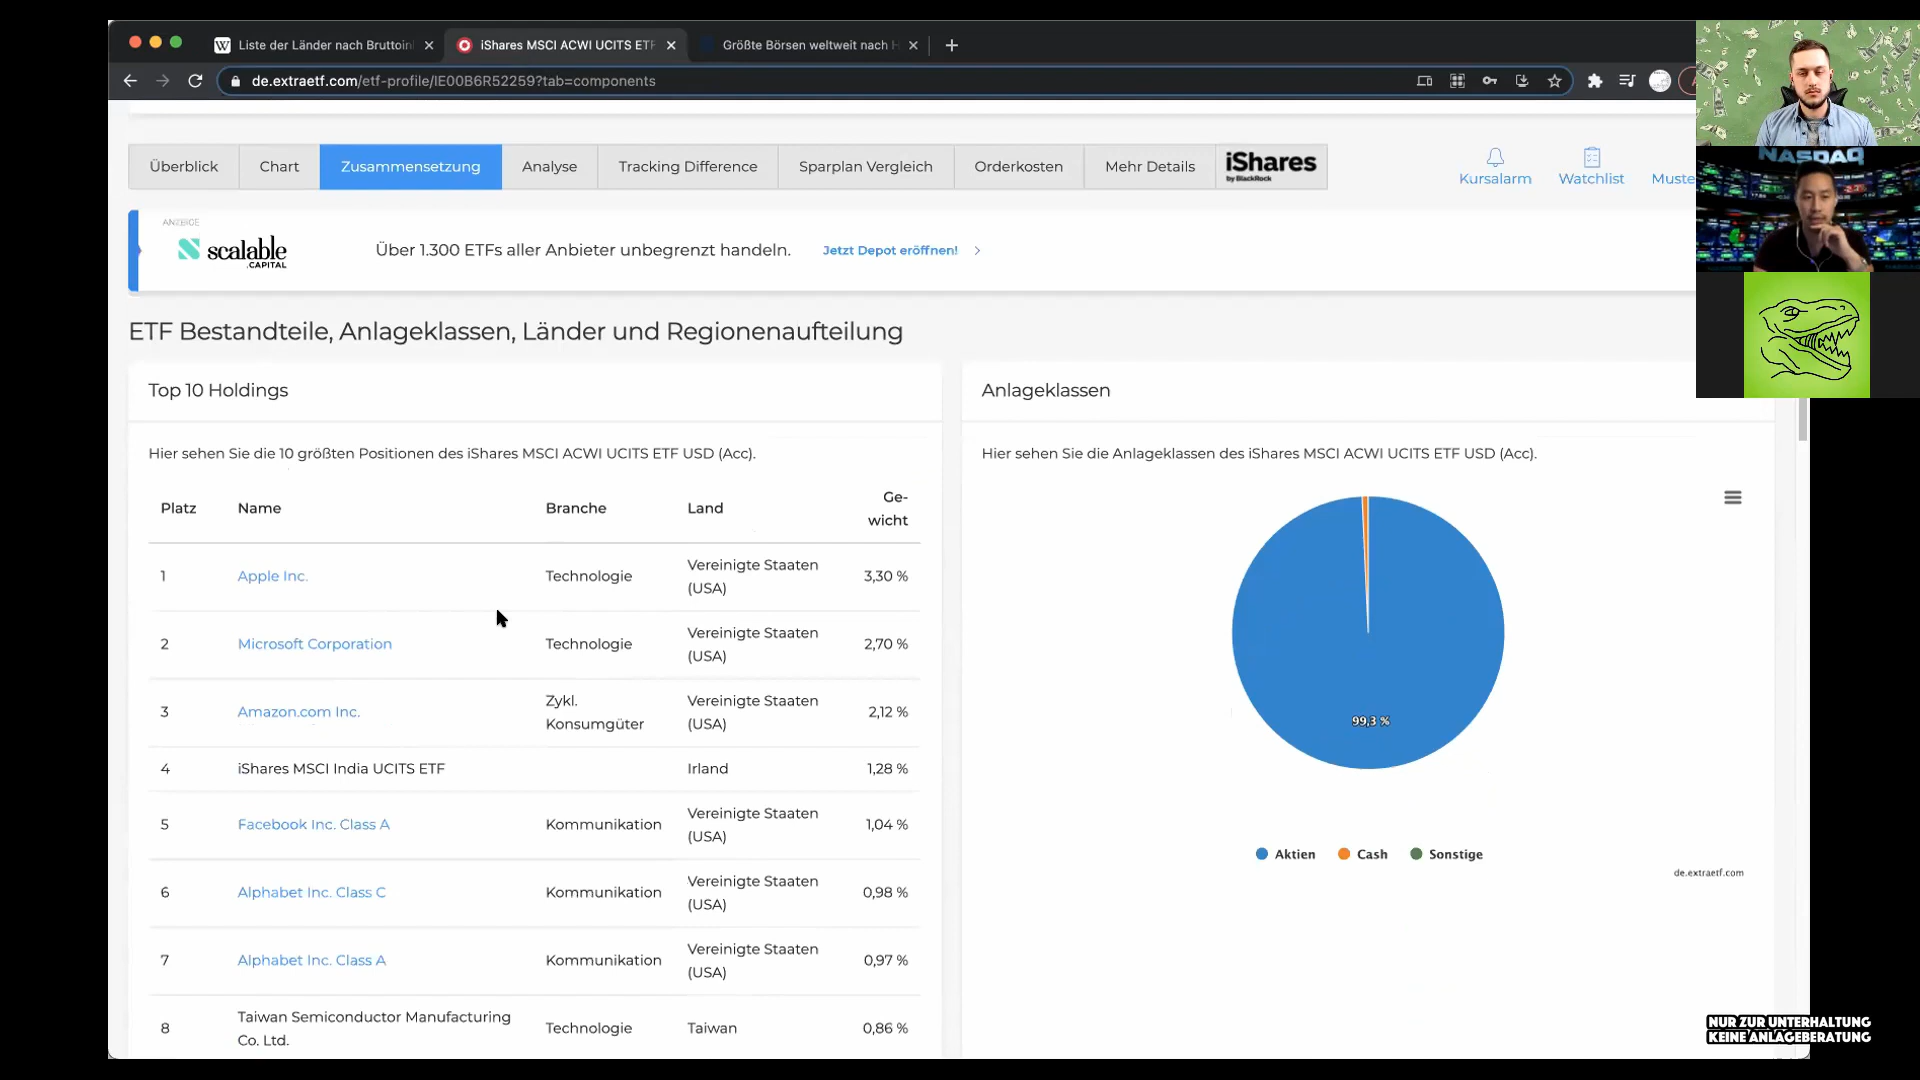 Liste der Länder nach Bruttoin
iShares MSCI ACWI UCITS ETF
Größte Börsen weltweit nach H
de.extraetf.com/etf-profile/IE00B6R52259?tab=components
Überblick
Chart
Zusammensetzung
Analyse
Tracking Difference
Sparplan Vergleich
Orderkosten
Mehr Details
iShares
by BlackRock
Kursalarm
Watchlist
Muste
NASDAQ
ANZEIGE
scalable
.CAPITAL
Über 1.300 ETFs aller Anbieter unbegrenzt handeln.
Jetzt Depot eröffnen!
ETF Bestandteile, Anlageklassen, Länder und Regionenaufteilung
Top 10 Holdings
Hier sehen Sie die 10 größten Positionen des iShares MSCI ACWI UCITS ETF USD (Acc).
Platz Name Branche Land Ge-
wicht
1 Apple Inc. Technologie Vereinigte Staaten (USA) 3,30 %
2 Microsoft Corporation Technologie Vereinigte Staaten (USA) 2,70 %
3 Amazon.com Inc. Zykl. Konsumgüter Vereinigte Staaten (USA) 2,12 %
4 iShares MSCI India UCITS ETF Irland 1,28 %
5 Facebook Inc. Class A Kommunikation Vereinigte Staaten (USA) 1,04 %
6 Alphabet Inc. Class C Kommunikation Vereinigte Staaten (USA) 0,98 %
7 Alphabet Inc. Class A Kommunikation Vereinigte Staaten (USA) 0,97 %
8 Taiwan Semiconductor Manufacturing Co. Ltd. Technologie Taiwan 0,86 %
Anlageklassen
Hier sehen Sie die Anlageklassen des iShares MSCI ACWI UCITS ETF USD (Acc).
99,3 %
Aktien Cash Sonstige
de.extraetf.com
NUR ZUR UNTERHALTUNG
KEINE ANLAGEBERATUNG